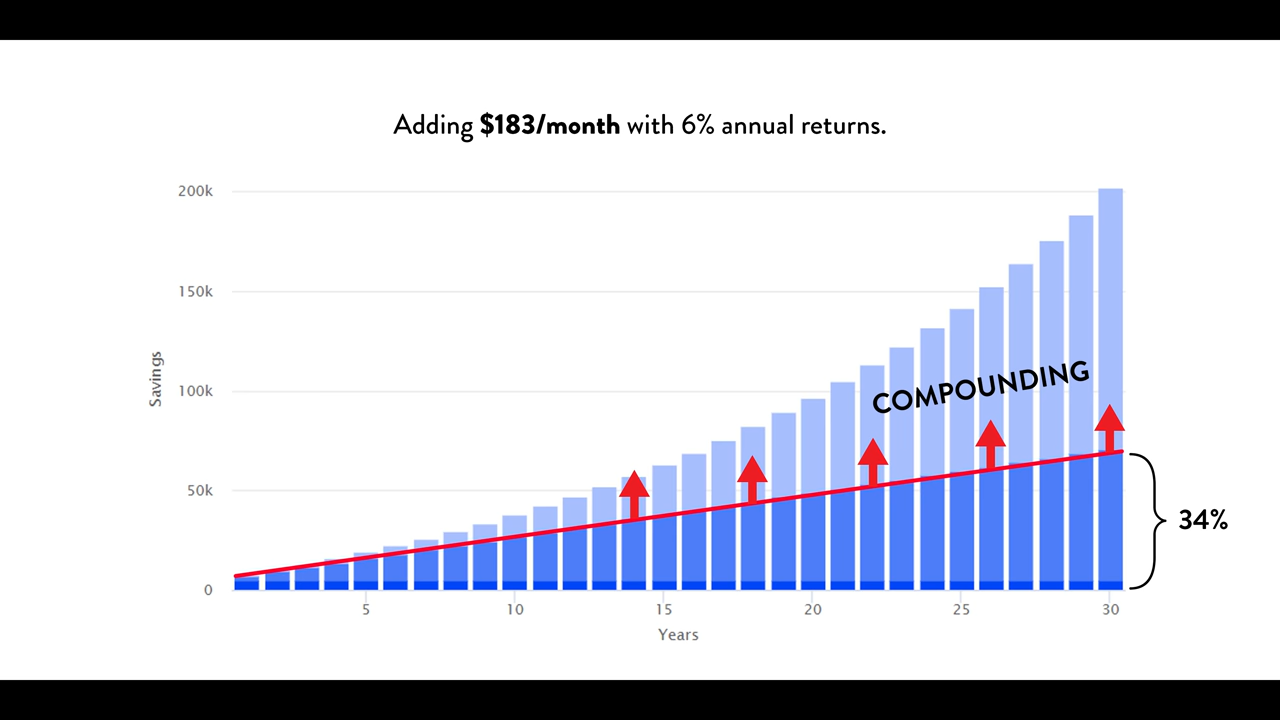 Adding $183/month with 6% annual returns.
200k
150k
100k
50k
0
Savings
COMPOUNDING
34%
5
10
15
20
25
30
Years